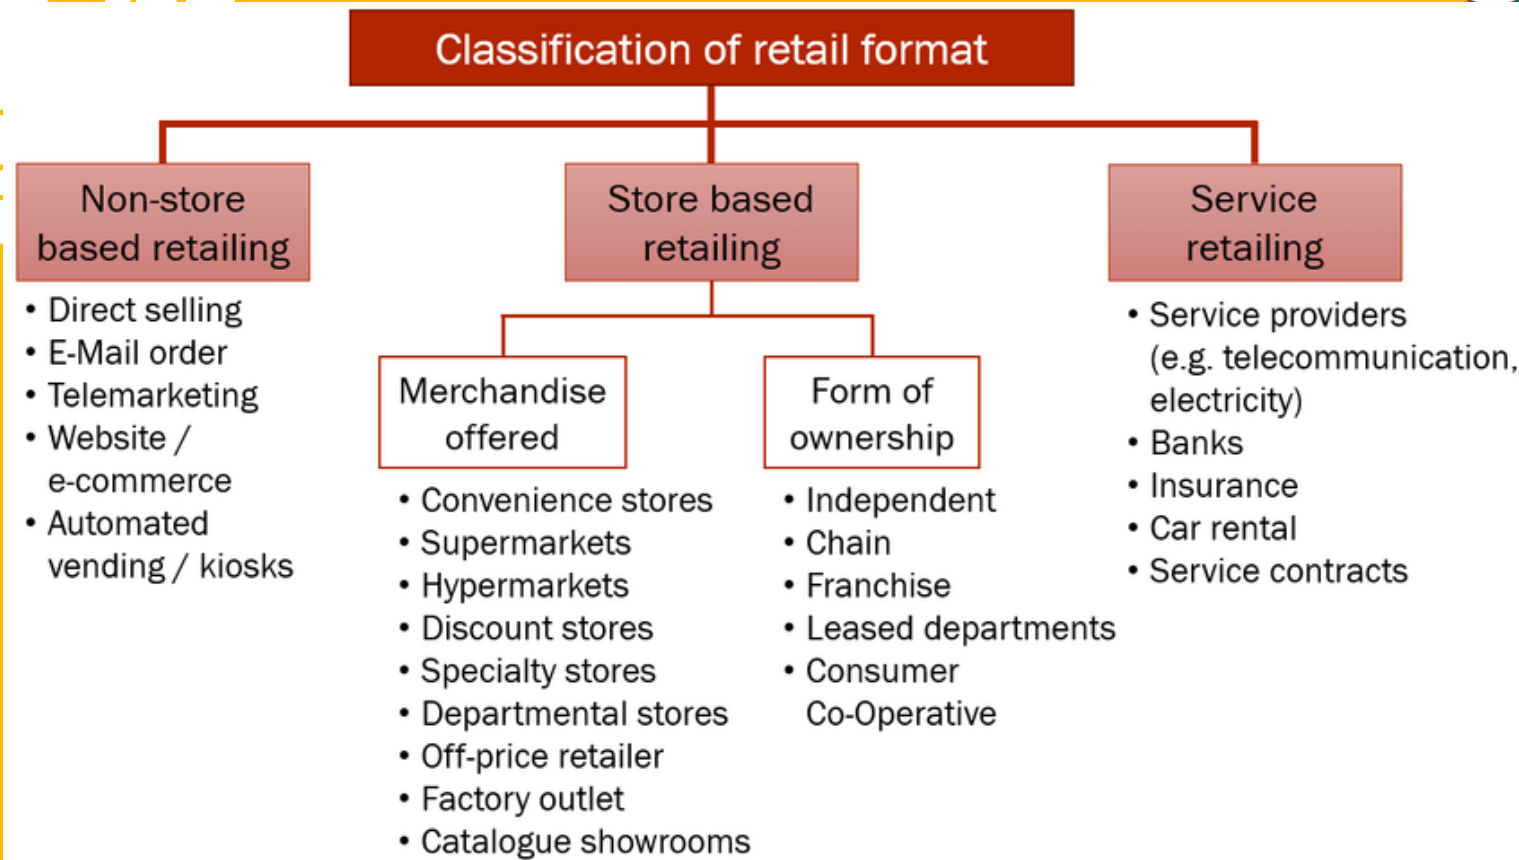 Classification of retail format
Non-store
based retailing
• Direct selling
• E-Mail order
• Telemarketing
• Website /
e-commerce
• Automated
vending / kiosks
Store based
retailing
Merchandise
offered
• Convenience stores
• Supermarkets
• Hypermarkets
• Discount stores
• Specialty stores
• Departmental stores
• Off-price retailer
• Factory outlet
• Catalogue showrooms
Form of
ownership
• Independent
• Chain
• Franchise
• Leased departments
• Consumer
Co-Operative
Service
retailing
• Service providers
(e.g. telecommunication,
electricity)
• Banks
• Insurance
• Car rental
• Service contracts